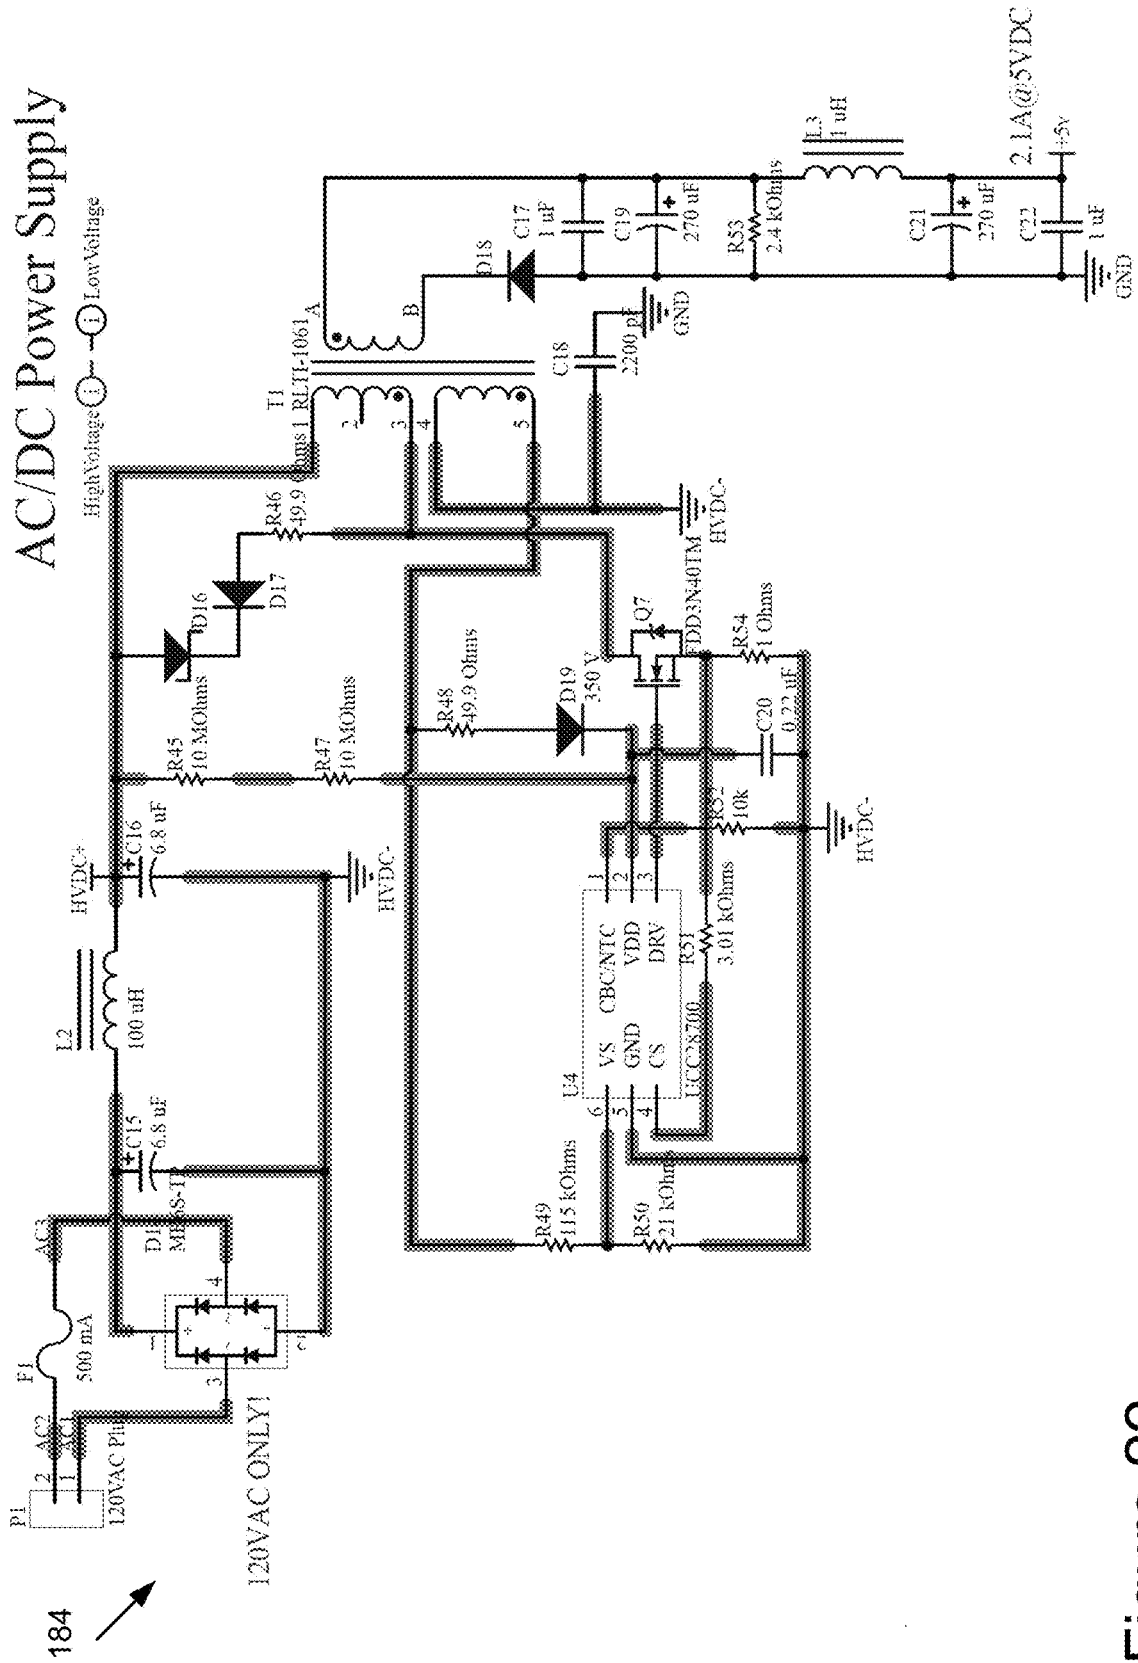 184
AC/DC Power Supply
High Voltage
i
i
Low Voltage
P1
2
1
120VAC Plug
AC2
AC1
F1
500 mA
AC3
120VAC ONLY!
3
4
1
+
-
~
~
C15
6.8 uF
L2
100 uH
HVDC+
C16
6.8 uF
HVDC-
R45
10 MOhms
R47
10 MOhms
D16
D17
R46
49.9 Ohms
T1
RLTI-1061
1
2
3
4
5
A
B
R48
49.9 Ohms
D19
350 V
Q7
FDD3N40TM
R54
1 Ohms
C20
0.22 uF
R52
10k
HVDC-
HVDC-
C18
2200 pF
GND
U4
UCC28700
6
VS
5
GND
4
CS
CBC/NTC
1
VDD
2
DRV
3
R51
3.01 kOhms
R49
115 kOhms
R50
21 kOhms
D18
C17
1 uF
C19
270 uF
R53
2.4 kOhms
L3
1 uH
C21
270 uF
C22
1 uF
2.1A@5VDC
+5v
GND